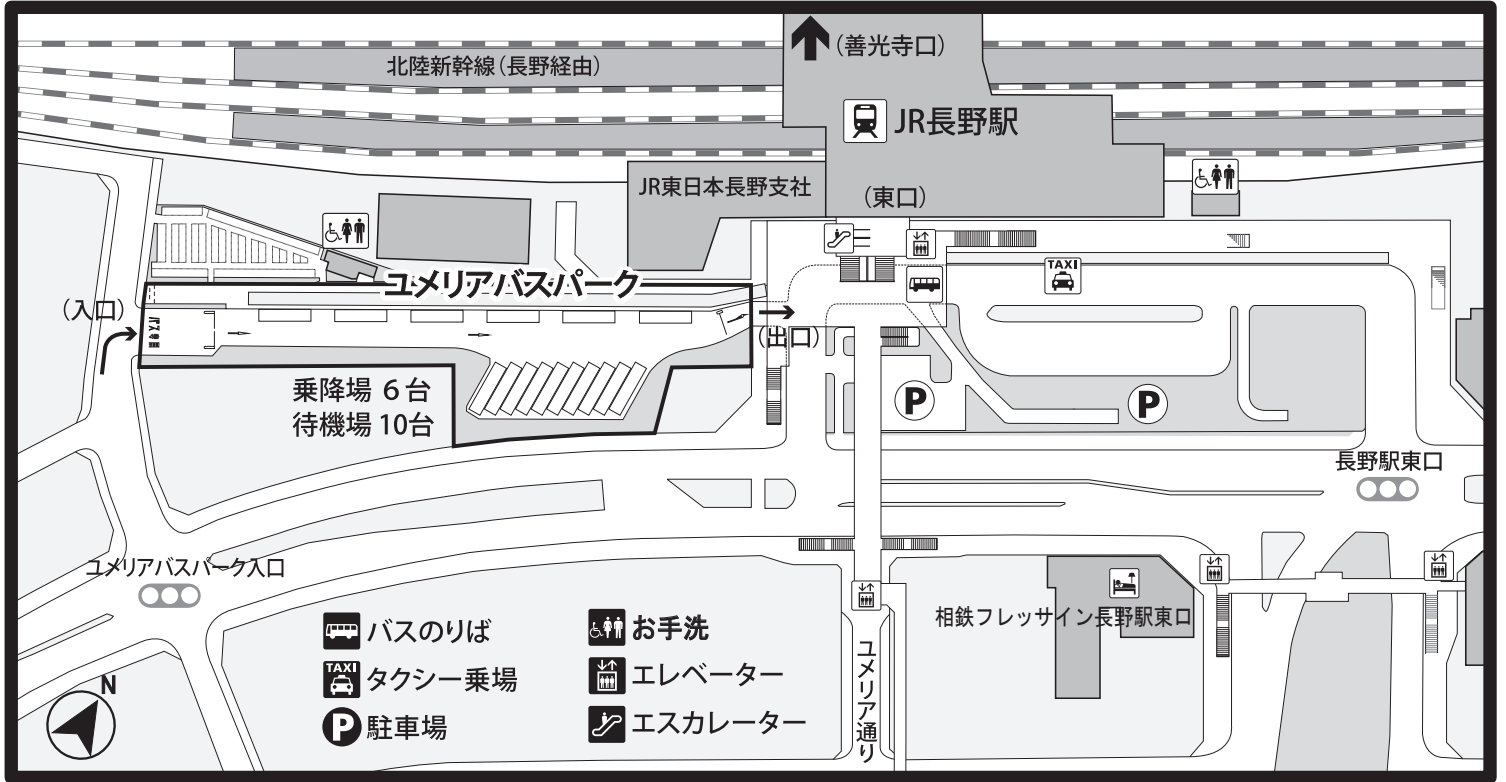 (善光寺口)
北陸新幹線(長野経由)
JR長野駅
JR東日本長野支社
(東口)
TAXI
ユメリアバスパーク
(入口)
バス専用
(出口)
乗降場 6台
待機場 10台
P
P
長野駅東口
ユメリアバスパーク入口
相鉄フレッサイン長野駅東口
ユメリア通り
バスのりば
お手洗
TAXI
タクシー乗場
エレベーター
P
駐車場
エスカレーター
N